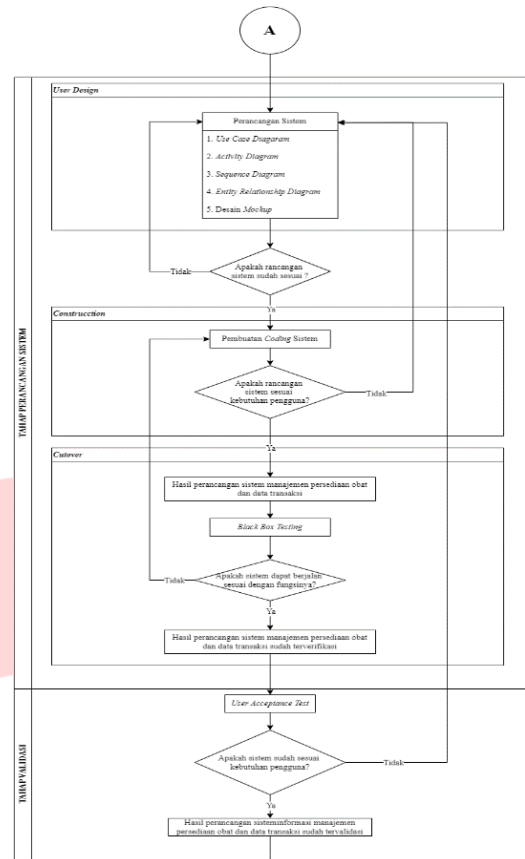 A
TAHAP PERANCANGAN SISTEM
User Design
Perancangan Sistem
1. Use Case Diagaram
2. Activity Diagram
3. Sequence Diagram
4. Entity Relationship Diagram
5. Desain Mockup
Apakah rancangan
sistem sudah sesuai ?
Tidak
Ya
Construcction
Pembuatan Coding Sistem
Apakah rancangan
sistem sesuai
kebutuhan pengguna?
Tidak
Ya
Cutover
Hasil perancangan sistem manajemen persediaan obat
dan data transaksi
Black Box Testing
Apakah sistem dapat berjalan
sesuai dengan fungsinya?
Tidak
Ya
Hasil perancangan sistem manajemen persediaan obat
dan data transaksi sudah terverifikasi
TAHAP VALIDASI
User Acceptance Test
Apakah sistem sudah sesuai
kebutuhan pengguna?
Tidak
Ya
Hasil perancangan sisteminformasi manajemen
persediaan obat dan data transaksi sudah tervalidasi